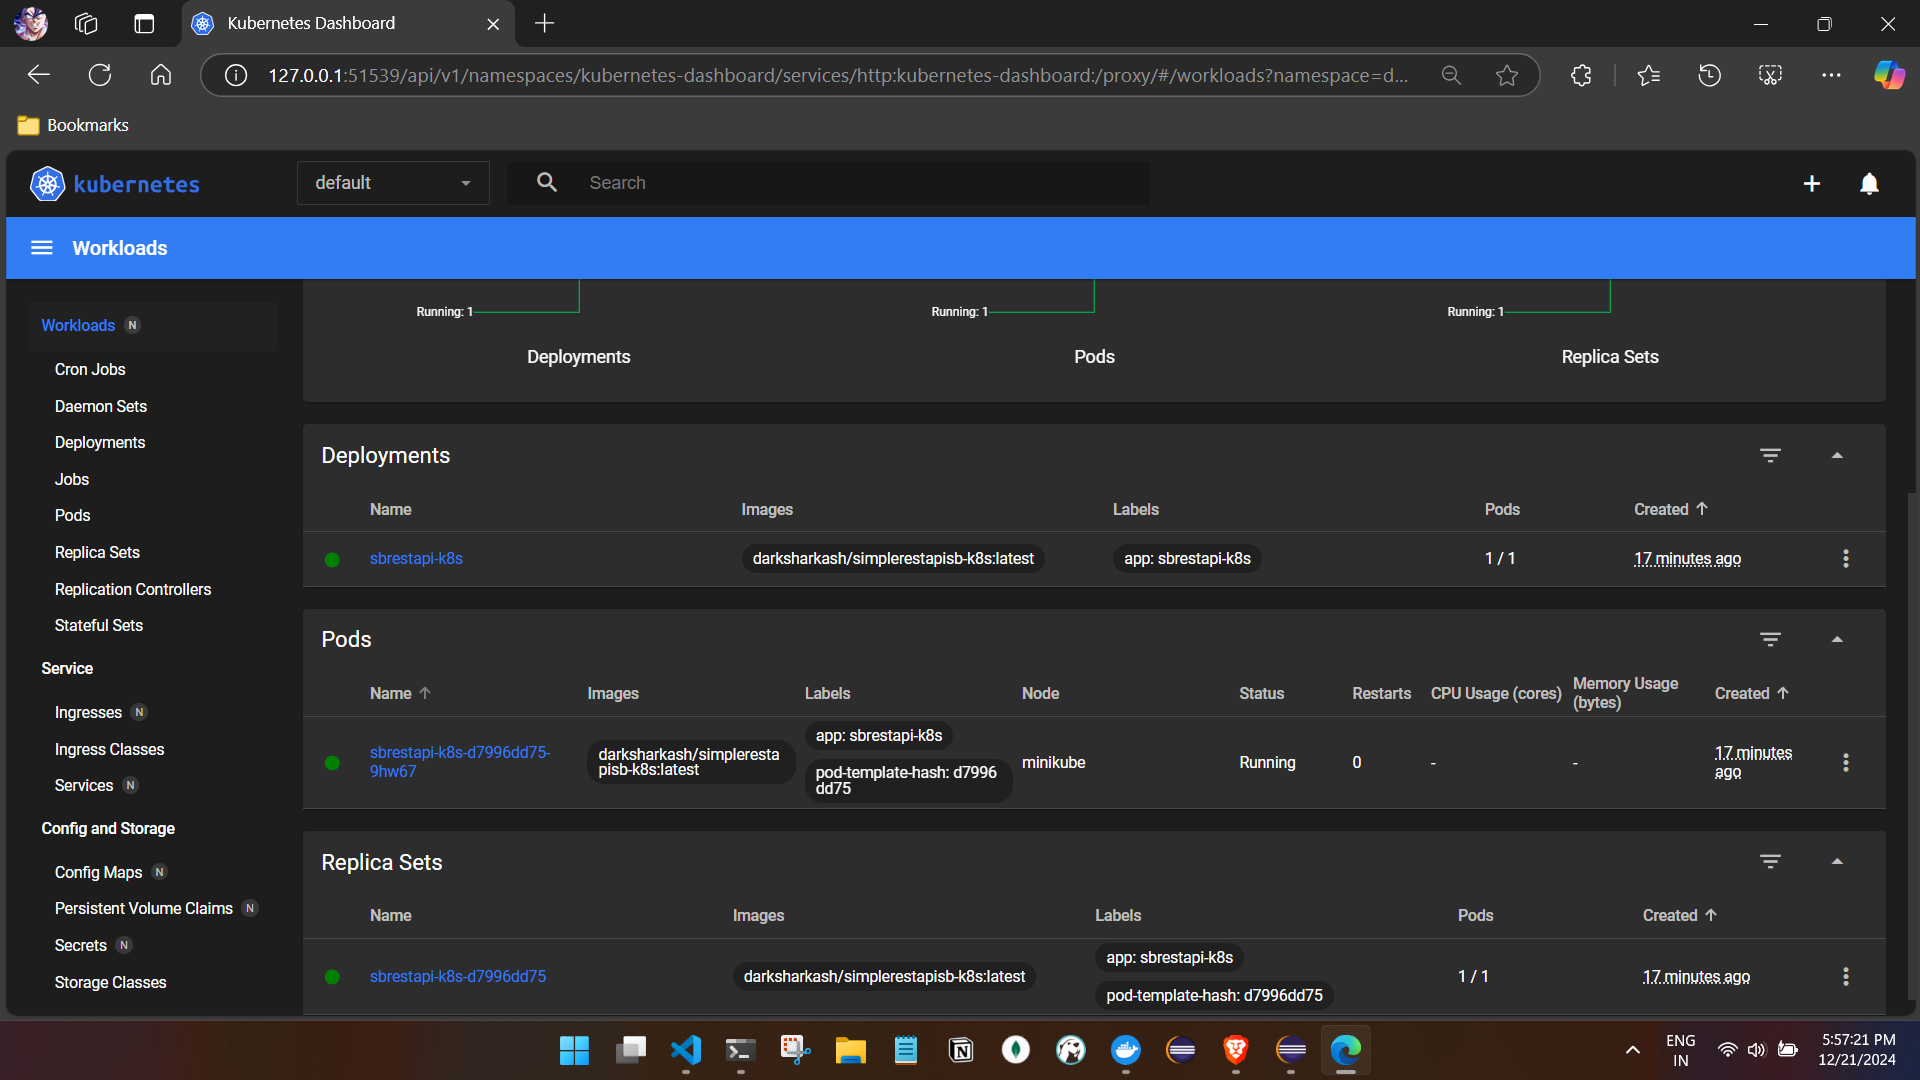 Kubernetes Dashboard
127.0.0.1:51539/api/v1/namespaces/kubernetes-dashboard/services/http:kubernetes-dashboard:/proxy/#/workloads?namespace=d...
Bookmarks
kubernetes
default
Search
Workloads
Workloads N
Cron Jobs
Daemon Sets
Deployments
Jobs
Pods
Replica Sets
Replication Controllers
Stateful Sets
Service
Ingresses N
Ingress Classes
Services N
Config and Storage
Config Maps N
Persistent Volume Claims N
Secrets N
Storage Classes
Running: 1
Deployments
Running: 1
Pods
Running: 1
Replica Sets
Deployments
Name Images Labels Pods Created
sbrestapi-k8s darksharkash/simplerestapisb-k8s:latest app: sbrestapi-k8s 1 / 1 17 minutes ago
Pods
Name Images Labels Node Status Restarts CPU Usage (cores) Memory Usage
(bytes) Created
sbrestapi-k8s-d7996dd75-
9hw67
darksharkash/simpleresta
pisb-k8s:latest
app: sbrestapi-k8s
pod-template-hash: d7996
dd75
minikube
Running
0
-
-
17 minutes
ago
Replica Sets
Name Images Labels Pods Created
sbrestapi-k8s-d7996dd75
darksharkash/simplerestapisb-k8s:latest
app: sbrestapi-k8s
pod-template-hash: d7996dd75
1 / 1
17 minutes ago
ENG
IN
5:57:21 PM
12/21/2024